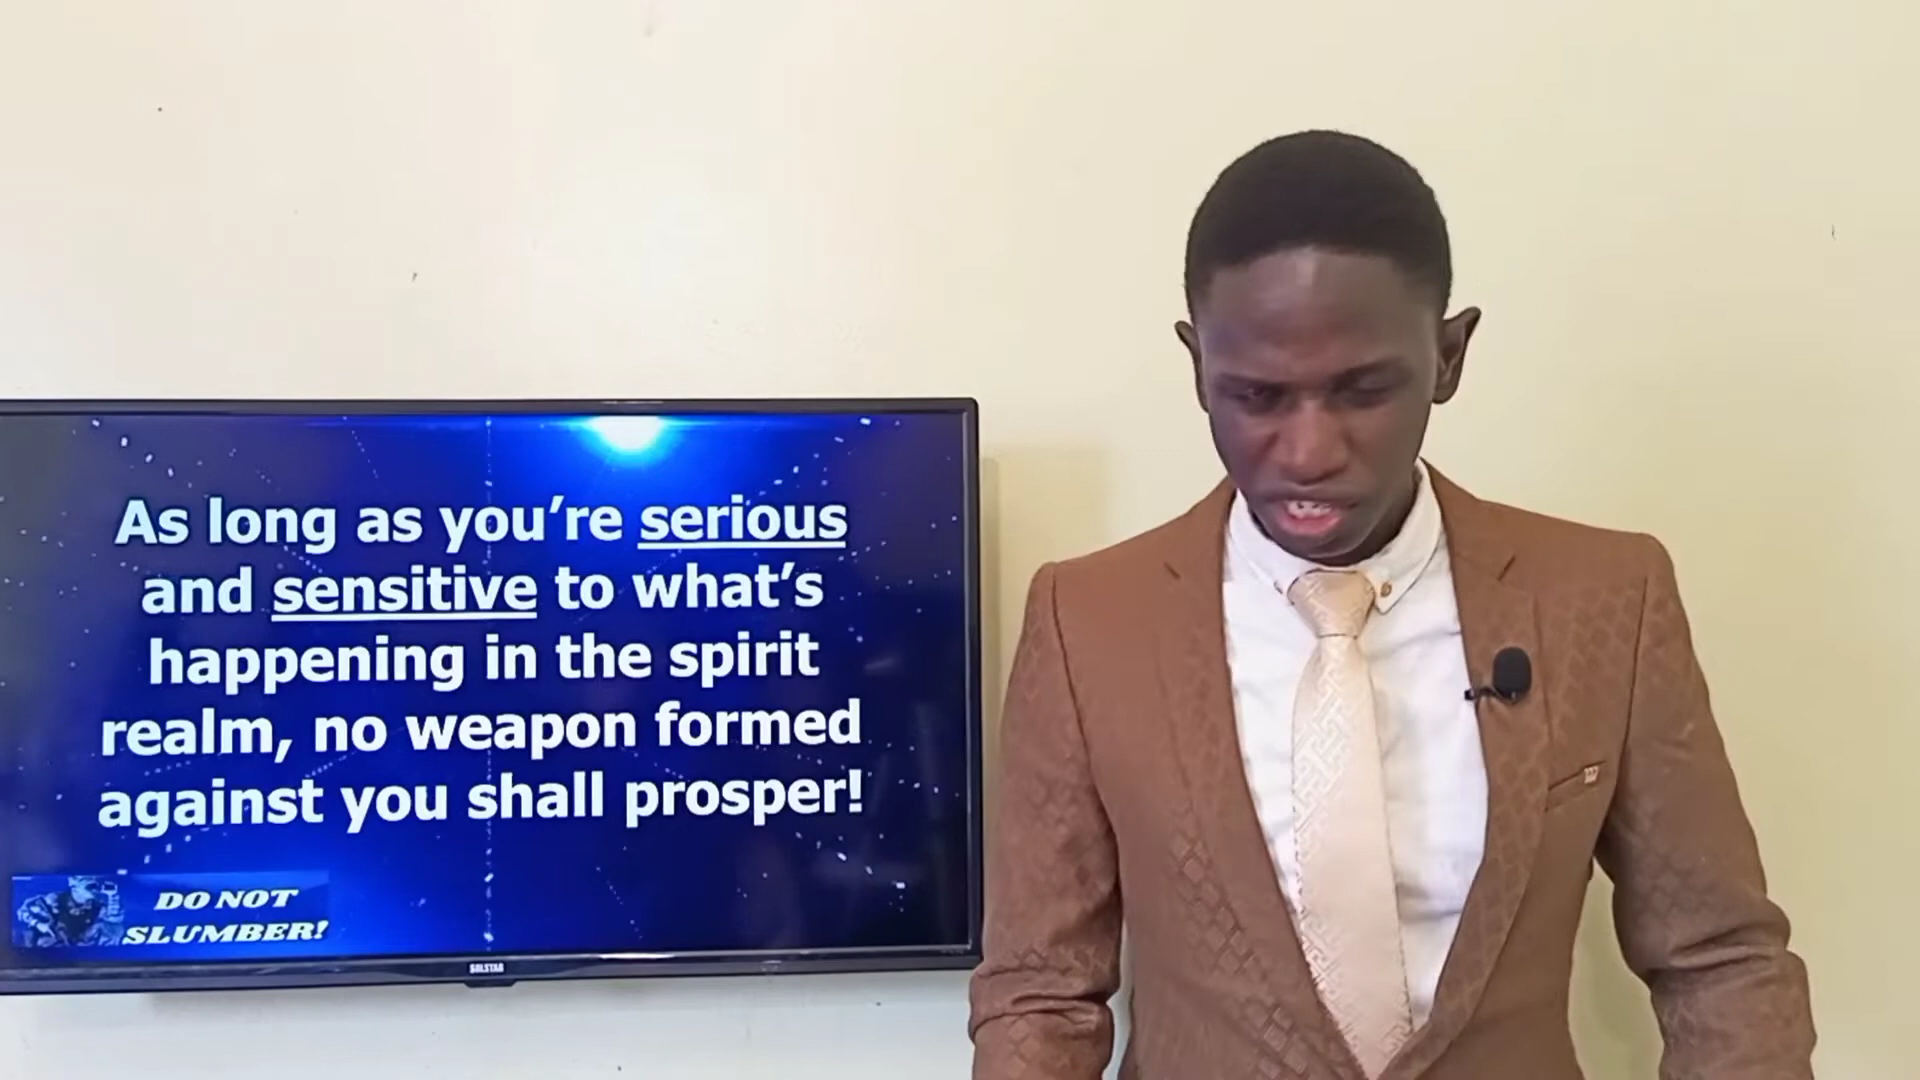 As long as you’re serious
and sensitive to what’s
happening in the spirit
realm, no weapon formed
against you shall prosper!
DO NOT
SLUMBER!
SOLSTAR